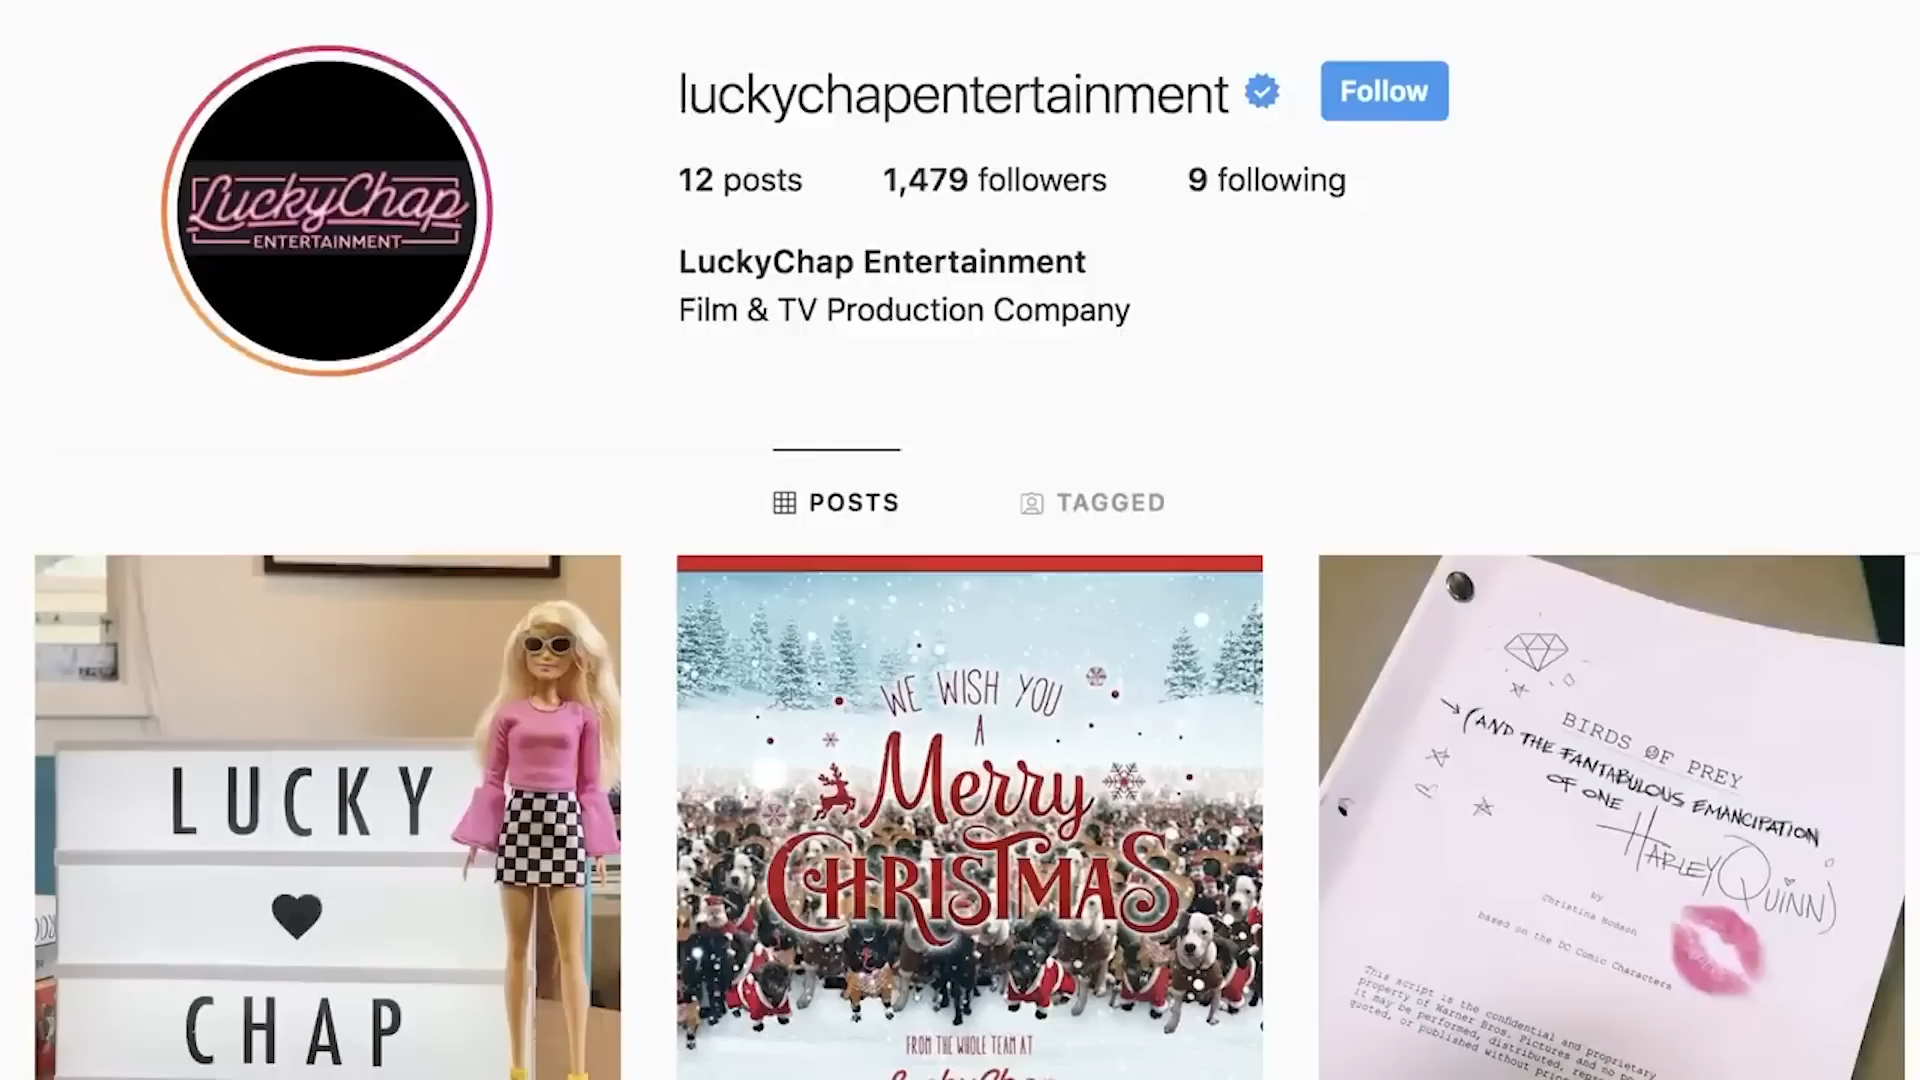 luckychapentertainment
Follow
12 posts
1,479 followers
9 following
LuckyChap
ENTERTAINMENT
LuckyChap Entertainment
Film & TV Production Company
POSTS
TAGGED
LUCKY
CHAP
WE WISH YOU
A
Merry
CHRISTMAS
FROM THE WHOLE TEAM AT
LuckyChap
BIRDS OF PREY
(AND THE FANTABULOUS EMANCIPATION
OF ONE
HARLEY QUINN)
by
Christina Hodson
based on the DC Comic Characters
This script is the confidential and proprietary
property of Warner Bros. Pictures and no
it may be performed, distributed,
quoted, or published without